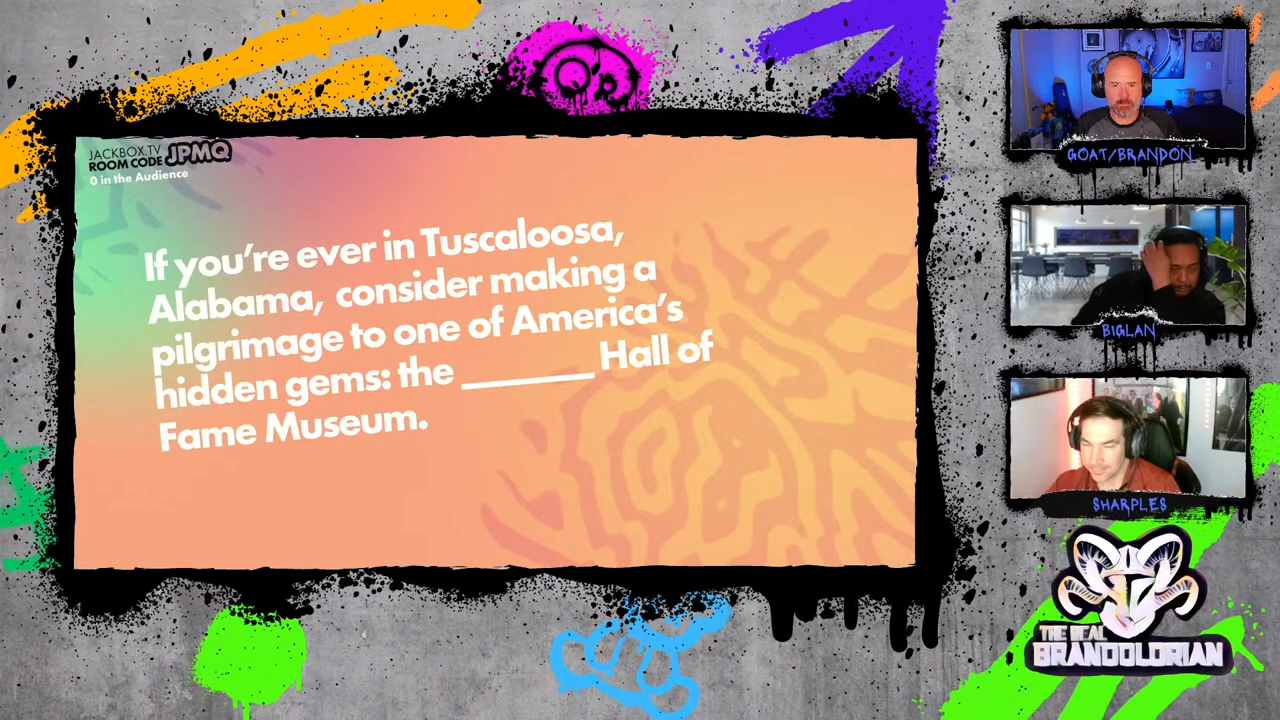 JACKBOX.TV
ROOM CODE JPMQ
0 in the Audience
If you're ever in Tuscaloosa,
Alabama, consider making a
pilgrimage to one of America's
hidden gems: the ________ Hall of
Fame Museum.
GOAT/BRANDON
BIGLAN
SHARPLES
THE REAL
BRANDOLORIAN